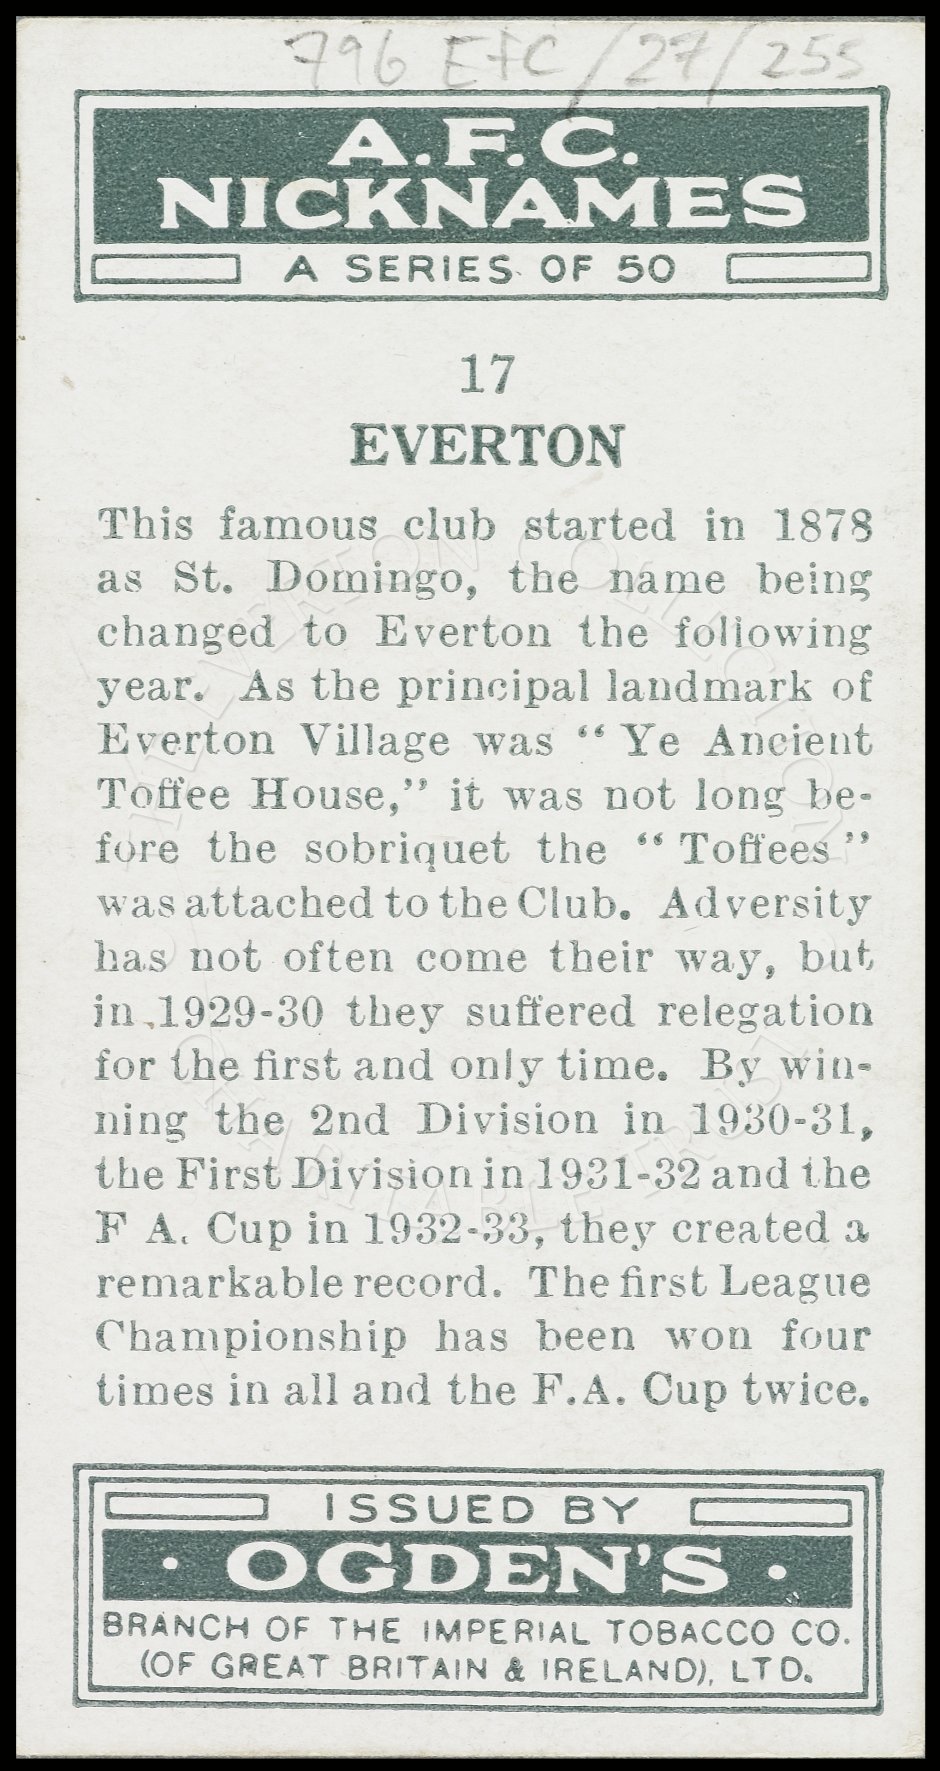 796 EFC/27/255
A.F.C.
NICKNAMES
A SERIES OF 50
17
EVERTON
This famous club started in 1878
as St. Domingo, the name being
changed to Everton the following
year. As the principal landmark of
Everton Village was "Ye Ancient
Toffee House," it was not long be-
fore the sobriquet the "Toffees"
was attached to the Club. Adversity
has not often come their way, but
in 1929-30 they suffered relegation
for the first and only time. By win-
ning the 2nd Division in 1930-31,
the First Division in 1931-32 and the
F A. Cup in 1932-33, they created a
remarkable record. The first League
Championship has been won four
times in all and the F.A. Cup twice.
ISSUED BY
· OGDEN'S ·
BRANCH OF THE IMPERIAL TOBACCO CO.
(OF GREAT BRITAIN & IRELAND), LTD.
THE EVERTON COLLECTION
CHARITABLE TRUST